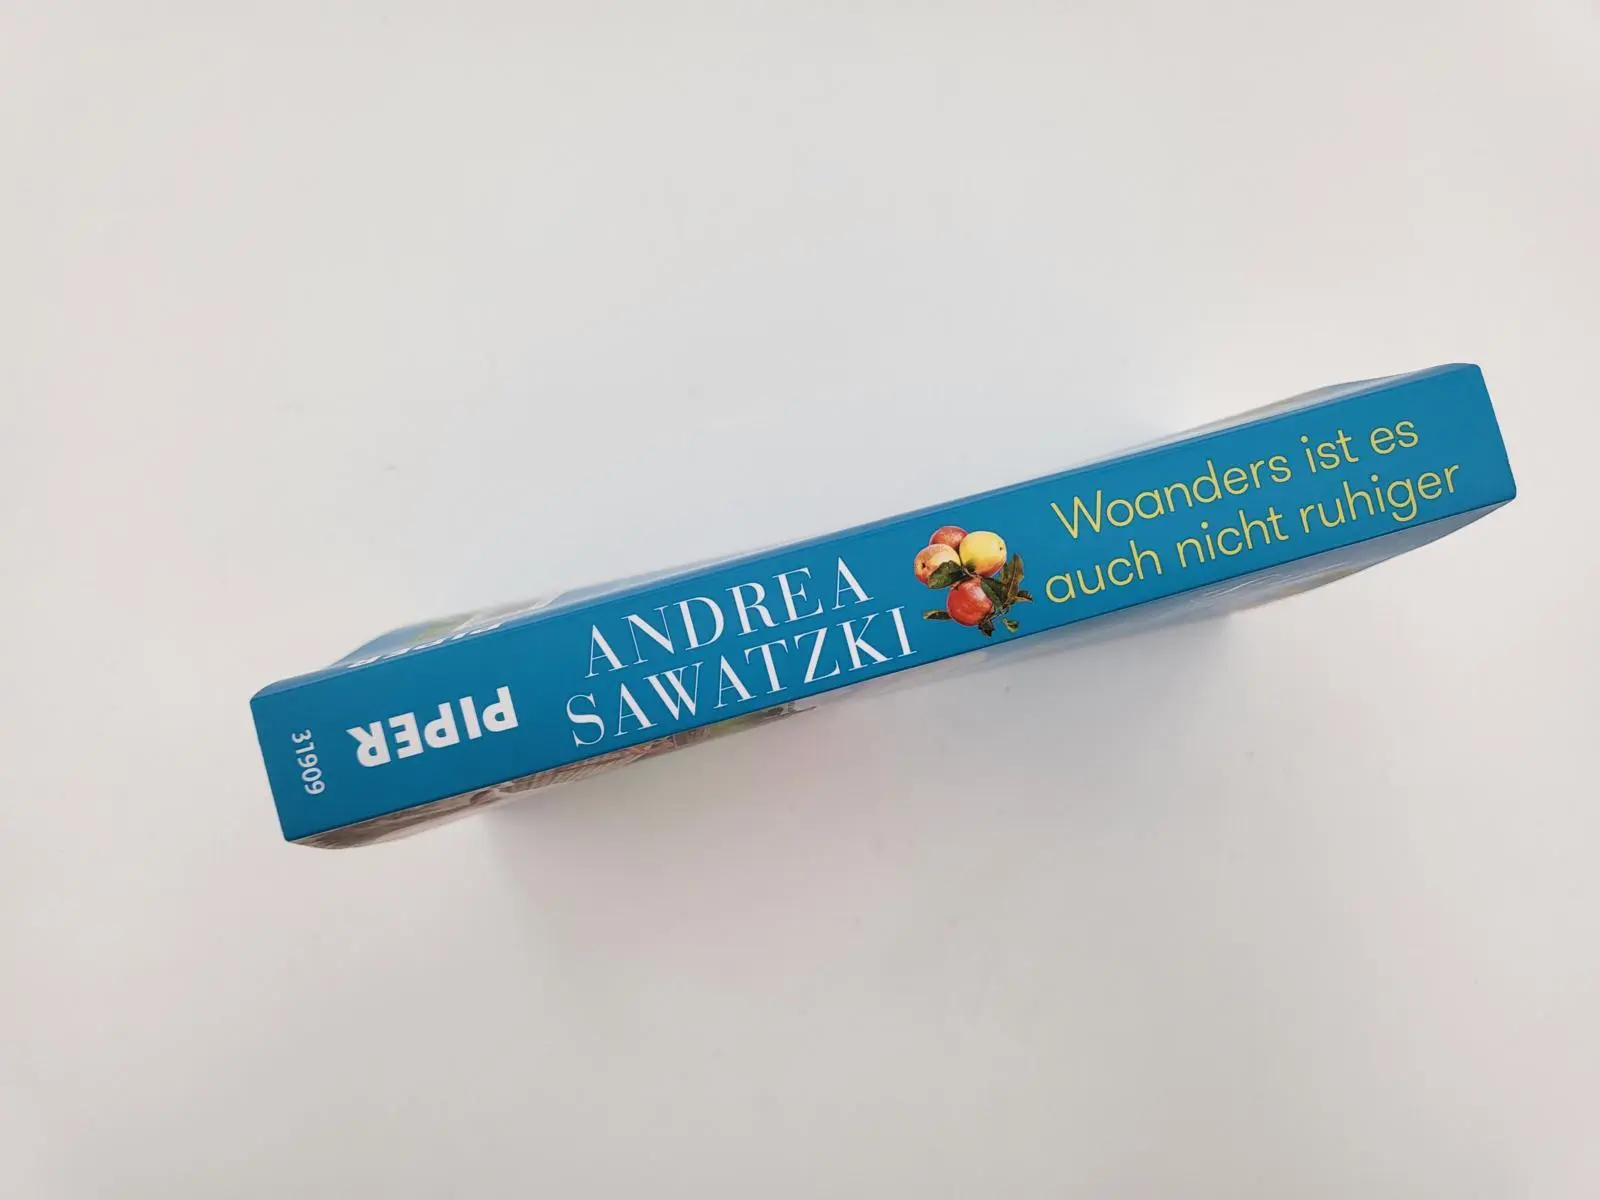 31909
PIPER
ANDREA
SAWATZKI
Woanders ist es
auch nicht ruhiger